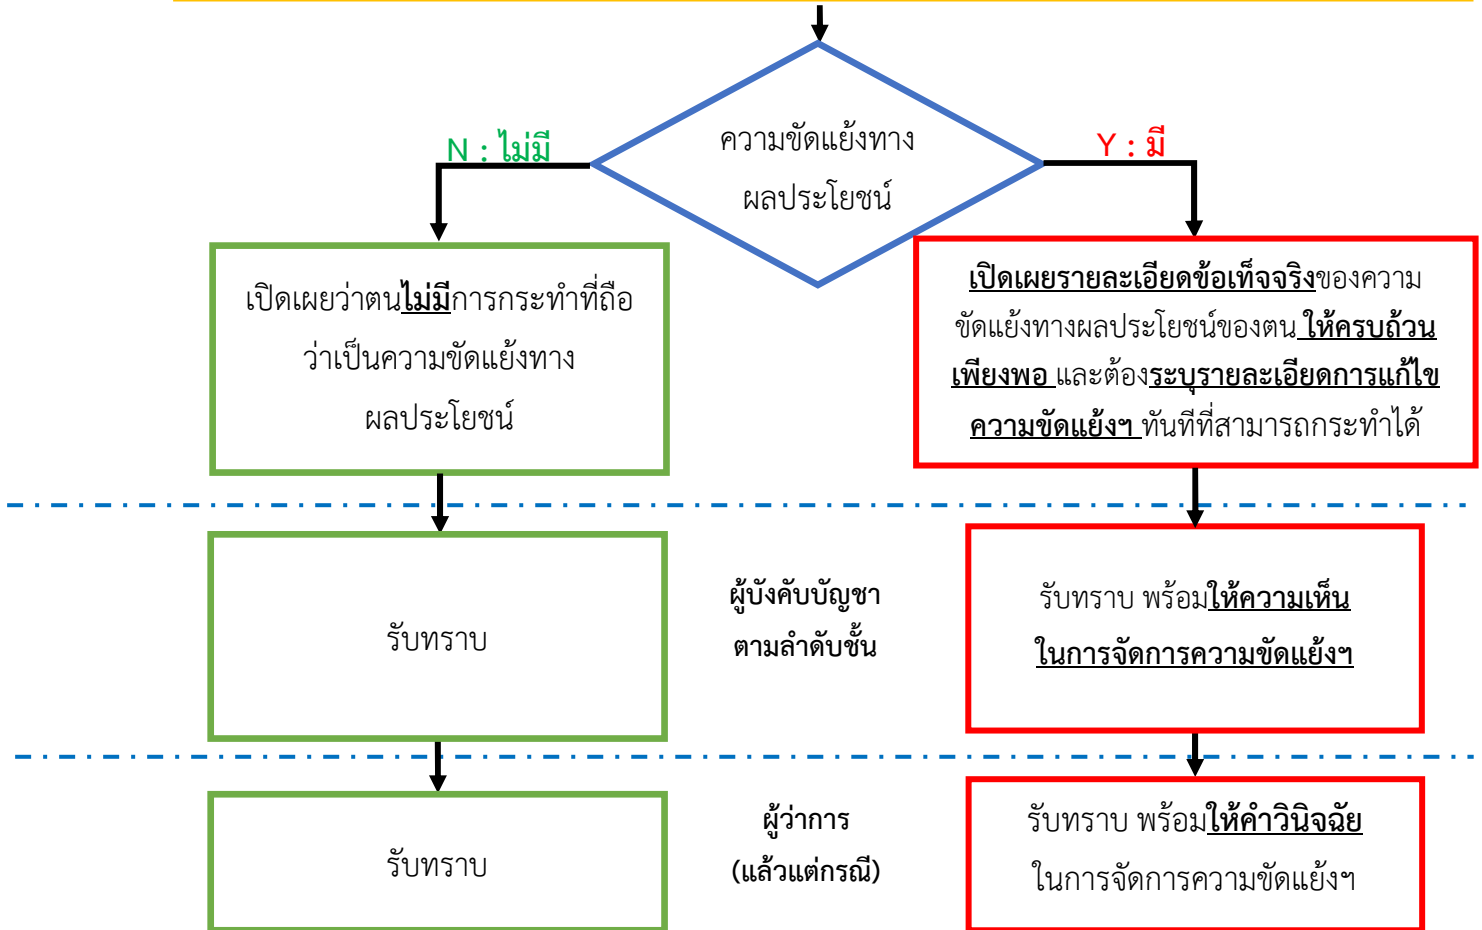 ความขัดแย้งทาง
ผลประโยชน์
N : ไม่มี
Y : มี
เปิดเผยว่าตนไม่มีการกระทำที่ถือ
ว่าเป็นความขัดแย้งทาง
ผลประโยชน์
เปิดเผยรายละเอียดข้อเท็จจริงของความ
ขัดแย้งทางผลประโยชน์ของตน ให้ครบถ้วน
เพียงพอ และต้องระบุรายละเอียดการแก้ไข
ความขัดแย้งฯ ทันทีที่สามารถกระทำได้
รับทราบ
ผู้บังคับบัญชา
ตามลำดับชั้น
รับทราบ พร้อมให้ความเห็น
ในการจัดการความขัดแย้งฯ
รับทราบ
ผู้ว่าการ
(แล้วแต่กรณี)
รับทราบ พร้อมให้คำวินิจฉัย
ในการจัดการความขัดแย้งฯ